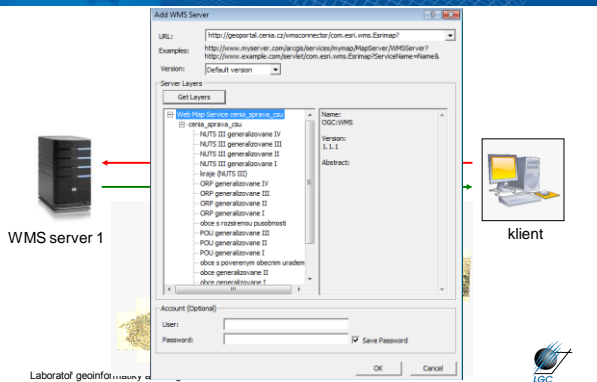 Add WMS Server
URL: http://geoportal.cenia.cz/wmsconnector/com.esri.wms.Esrimap?
Examples: http://www.myserver.com/arcgis/services/mymap/MapServer/WMSServer?
http://www.example.com/servlet/com.esri.wms.Esrimap?ServiceName=Name&
Version: Default version
Server Layers
Get Layers
Web Map Service cenia_sprava_csu
cenia_sprava_csu
NUTS III generalizovane IV
NUTS III generalizovane III
NUTS III generalizovane II
NUTS III generalizovane I
kraje (NUTS III)
ORP generalizovane IV
ORP generalizovane III
ORP generalizovane II
ORP generalizovane I
obce s rozsirenou pusobnosti
POU generalizovane III
POU generalizovane II
POU generalizovane I
obce s poverenym obecnim uradem
obce generalizovane II
obce generalizovane I
Name:
OGC:WMS
Version:
1.1.1
Abstract:
WMS server 1
klient
Account (Optional)
User:
Password:
Save Password
OK Cancel
Laboratoř geoinformatiky a
LGC